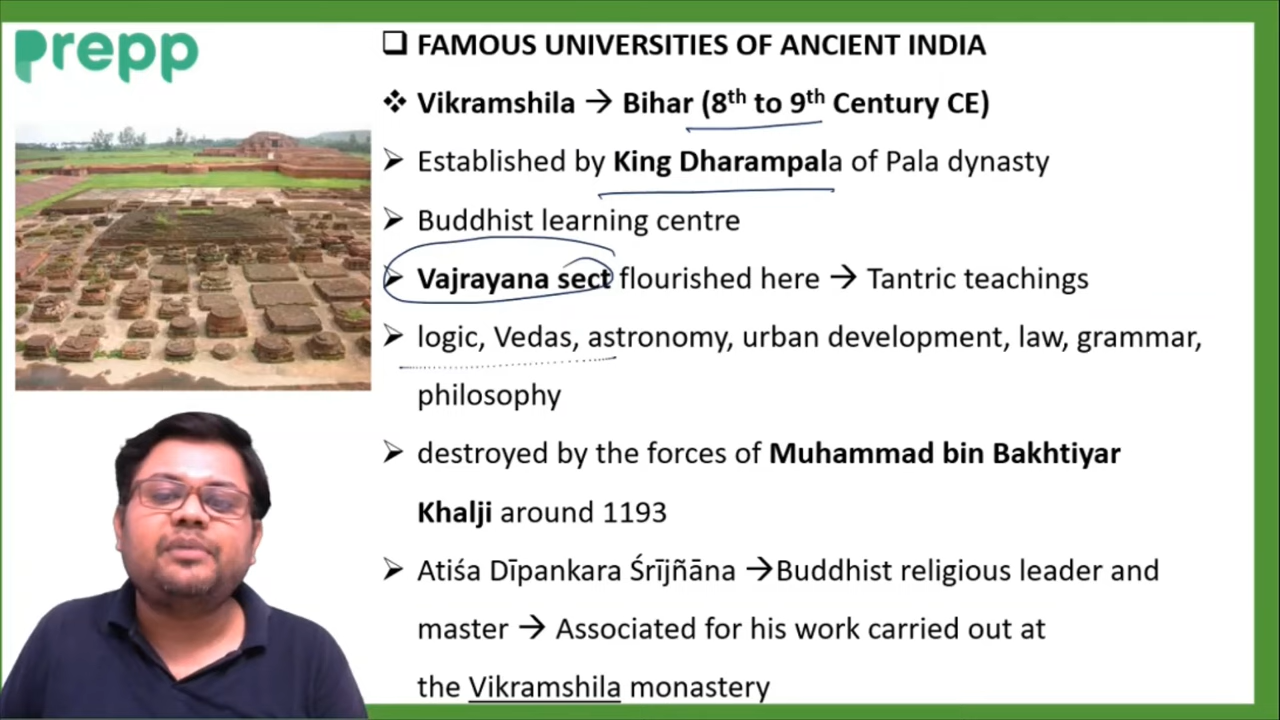 Prepp
❑ FAMOUS UNIVERSITIES OF ANCIENT INDIA
❖ Vikramshila → Bihar (8th to 9th Century CE)
➢ Established by King Dharampala of Pala dynasty
➢ Buddhist learning centre
➢ Vajrayana sect flourished here → Tantric teachings
➢ logic, Vedas, astronomy, urban development, law, grammar,
philosophy
➢ destroyed by the forces of Muhammad bin Bakhtiyar
Khalji around 1193
➢ Atiśa Dīpankara Śrījñāna →Buddhist religious leader and
master → Associated for his work carried out at
the Vikramshila monastery